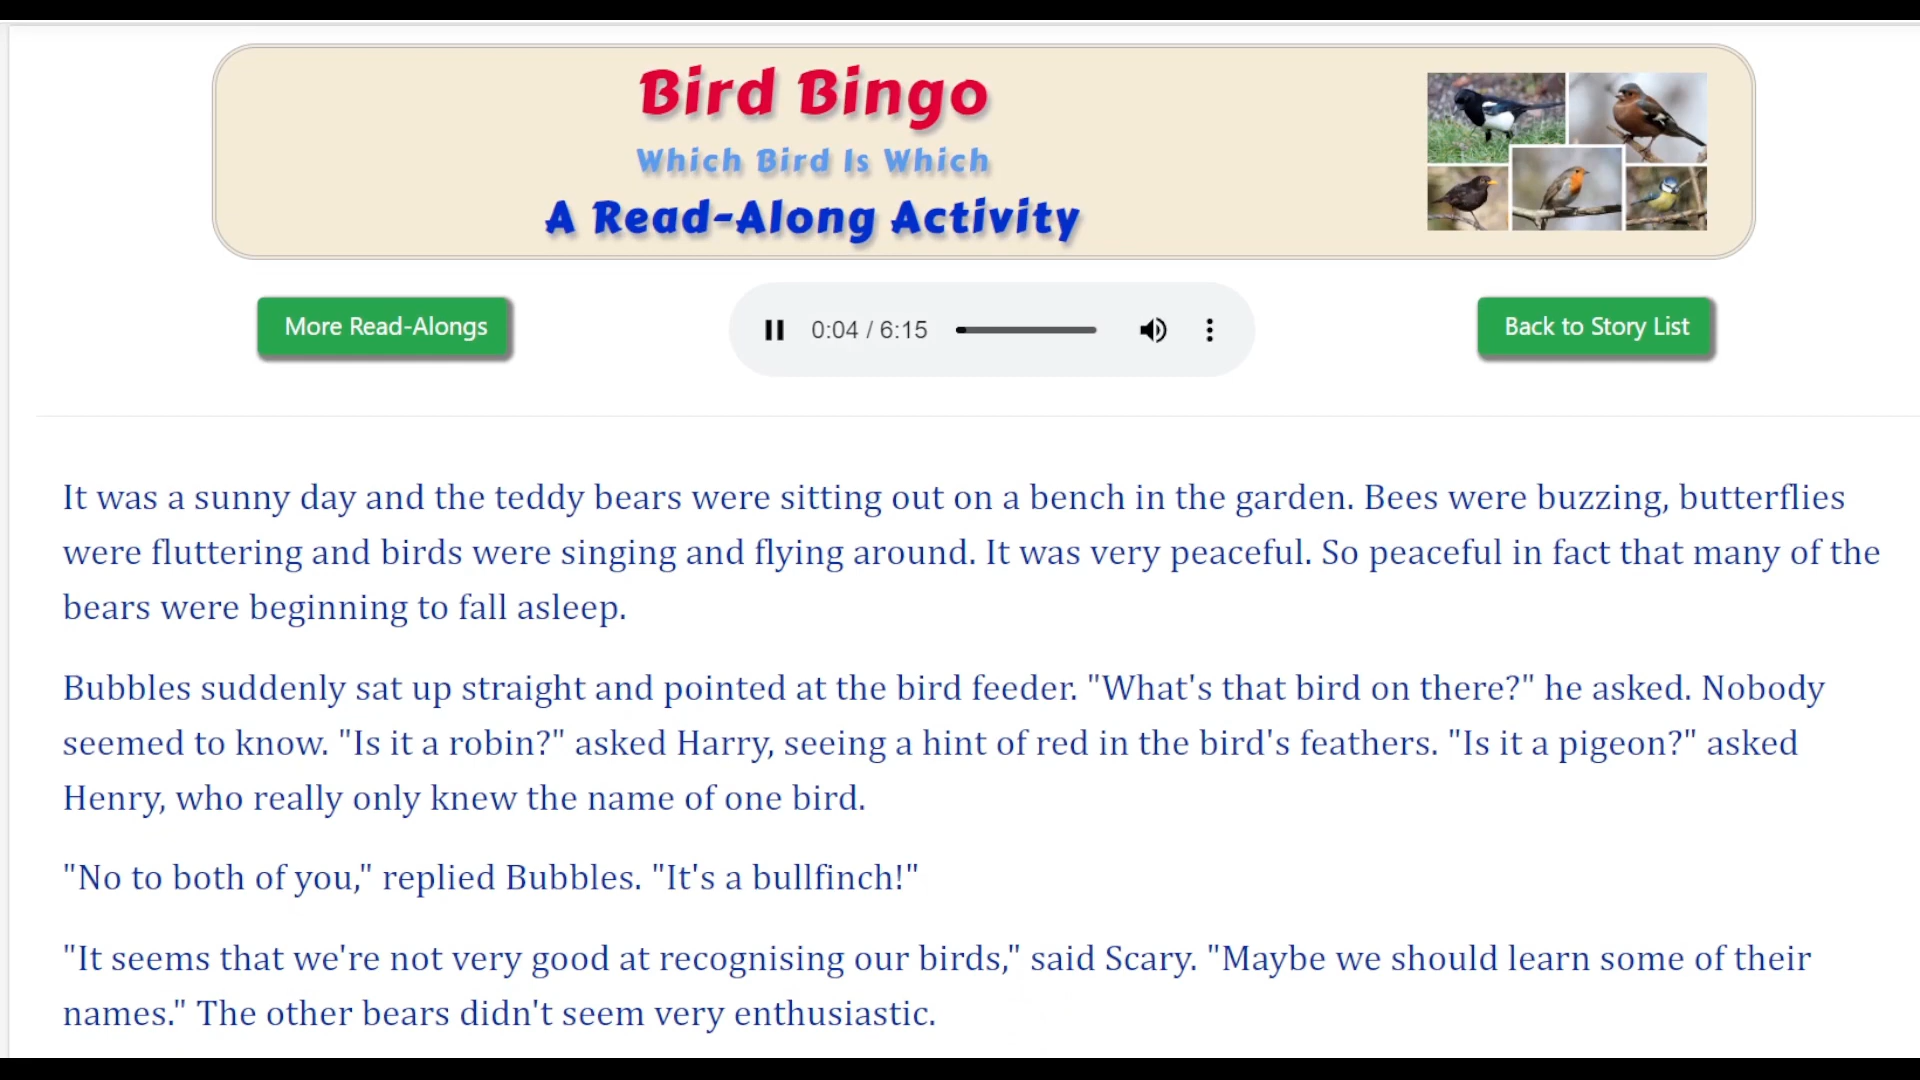 Bird Bingo
Which Bird Is Which
A Read-Along Activity
More Read-Alongs
0:04 / 6:15
Back to Story List
It was a sunny day and the teddy bears were sitting out on a bench in the garden. Bees were buzzing, butterflies
were fluttering and birds were singing and flying around. It was very peaceful. So peaceful in fact that many of the
bears were beginning to fall asleep.
Bubbles suddenly sat up straight and pointed at the bird feeder. "What's that bird on there?" he asked. Nobody
seemed to know. "Is it a robin?" asked Harry, seeing a hint of red in the bird's feathers. "Is it a pigeon?" asked
Henry, who really only knew the name of one bird.
"No to both of you," replied Bubbles. "It's a bullfinch!"
"It seems that we're not very good at recognising our birds," said Scary. "Maybe we should learn some of their
names." The other bears didn't seem very enthusiastic.